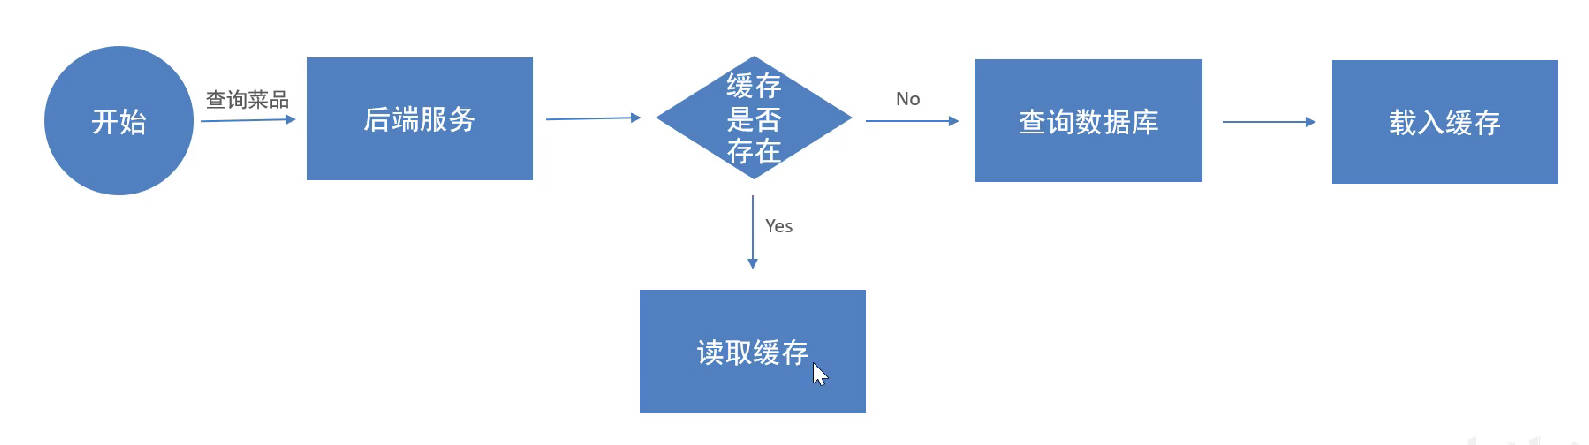 开始
查询菜品
后端服务
缓存
是否
存在
No
查询数据库
载入缓存
Yes
读取缓存